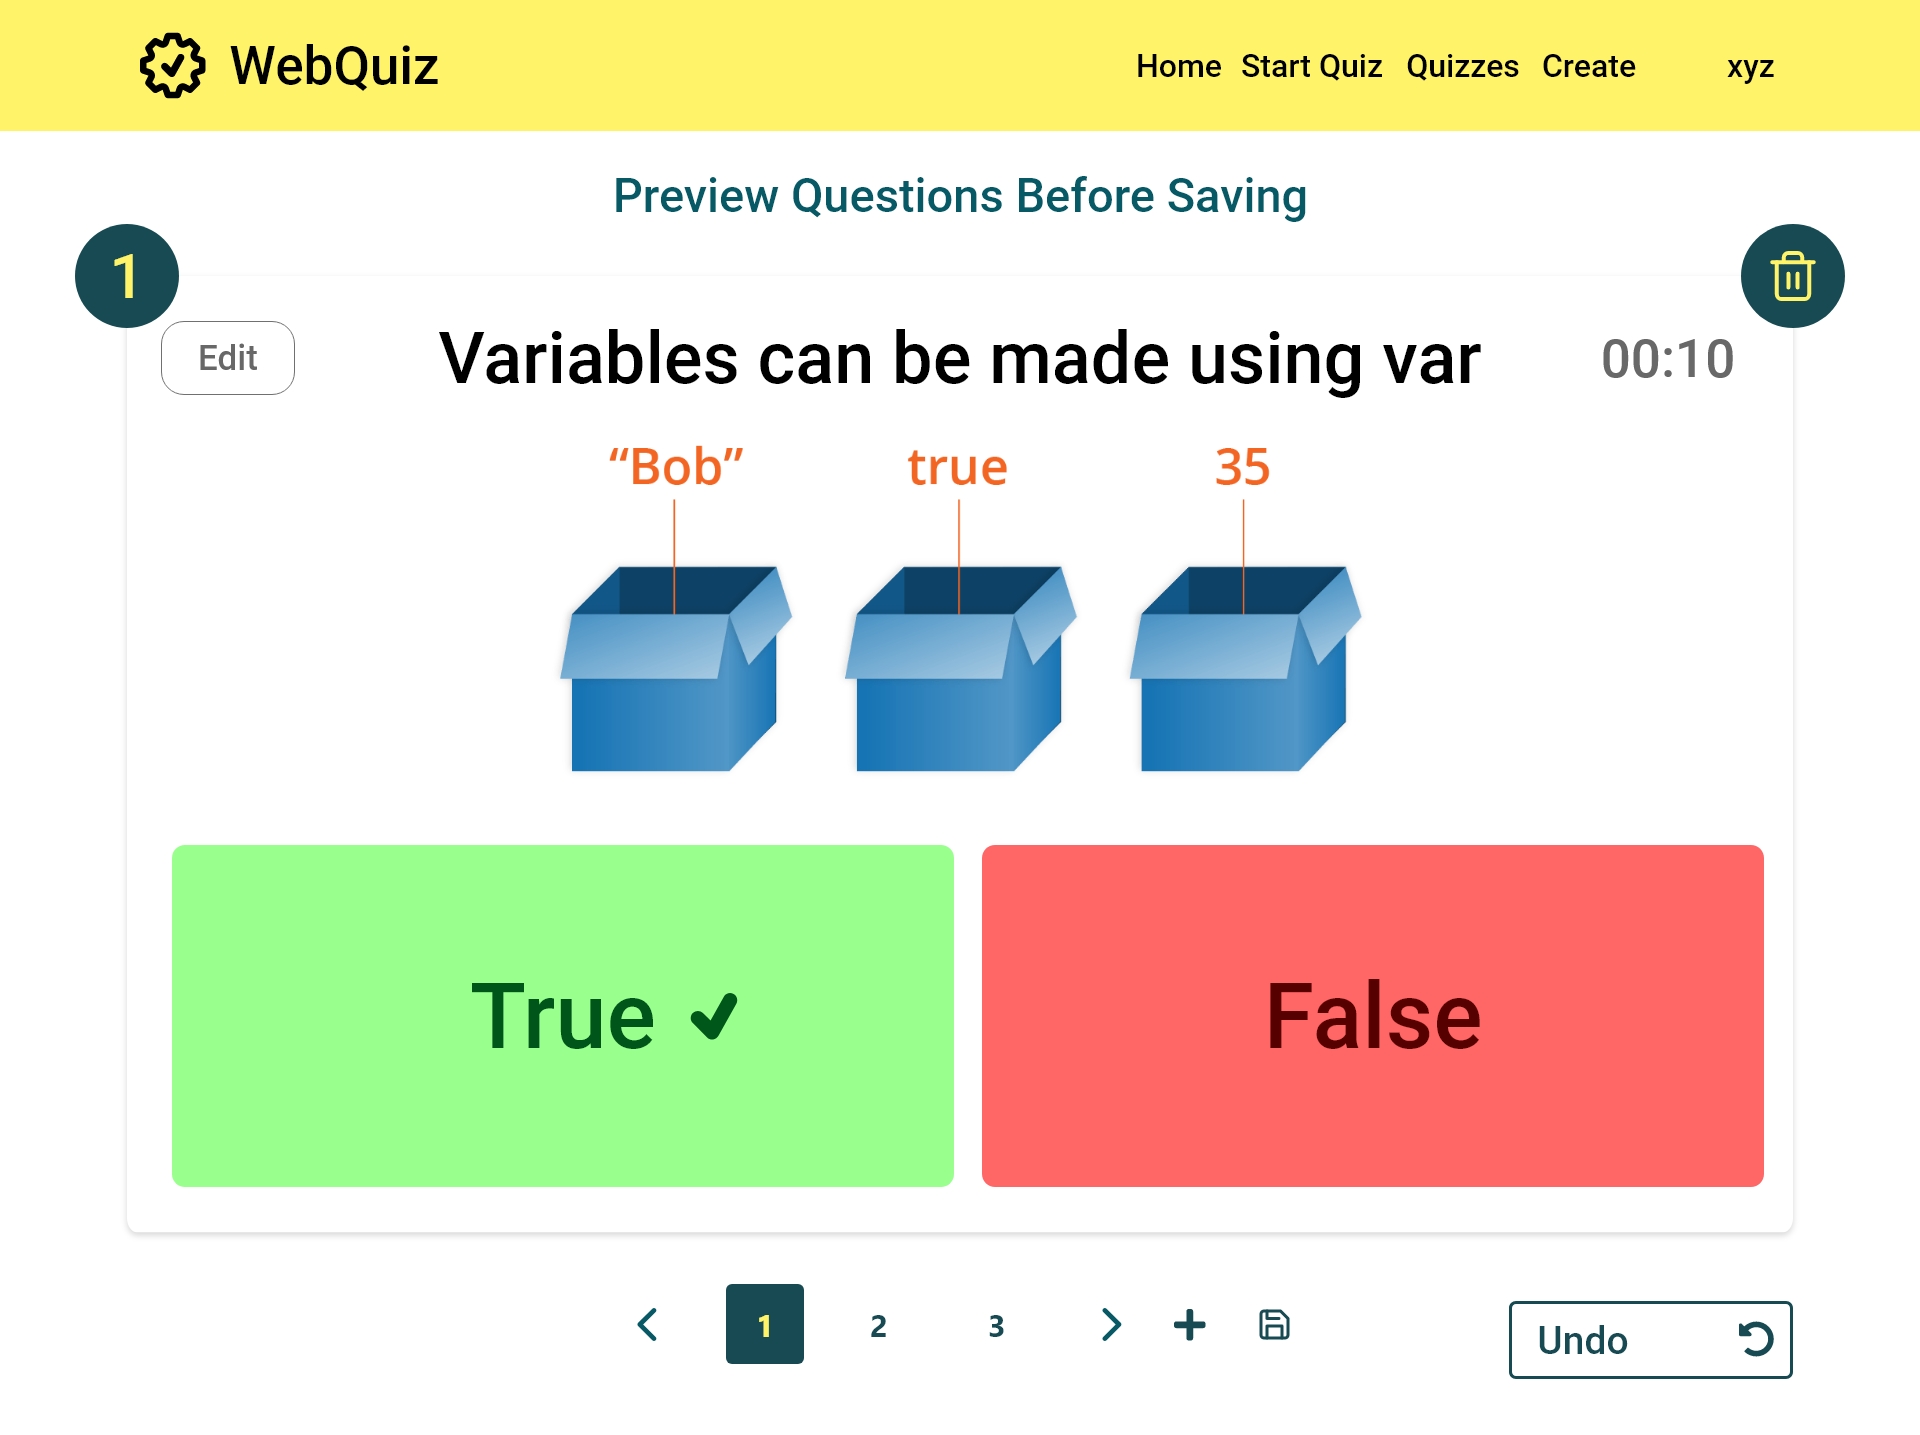 WebQuiz
Home Start Quiz Quizzes Create xyz
Preview Questions Before Saving
1
Edit
Variables can be made using var
00:10
“Bob” true 35
True
False
1 2 3
Undo